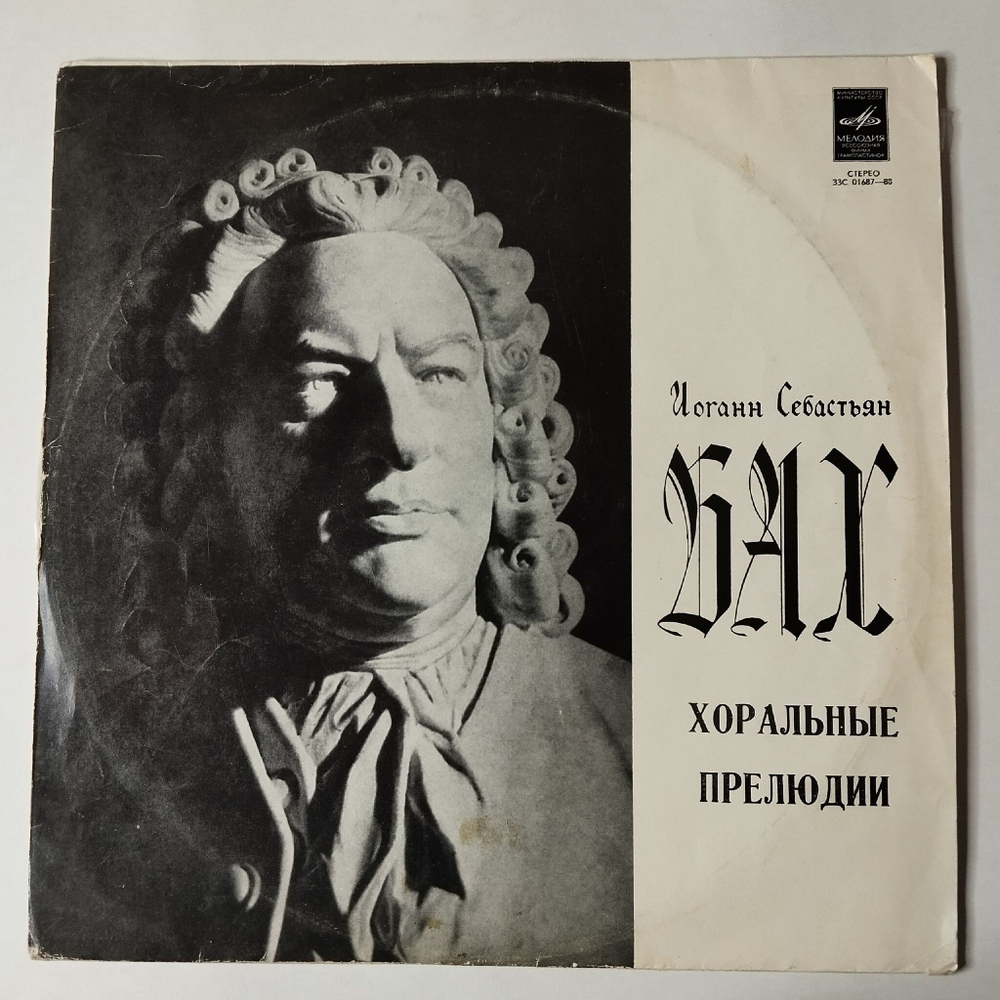 МИНИСТЕРСТВО
КУЛЬТУРЫ СССР
МЕЛОДИЯ
ВСЕСОЮЗНАЯ
ФИРМА
ГРАМПЛАСТИНОК
СТЕРЕО
33С 01687—88
Иоганн Себастьян
БАХ
ХОРАЛЬНЫЕ
ПРЕЛЮДИИ